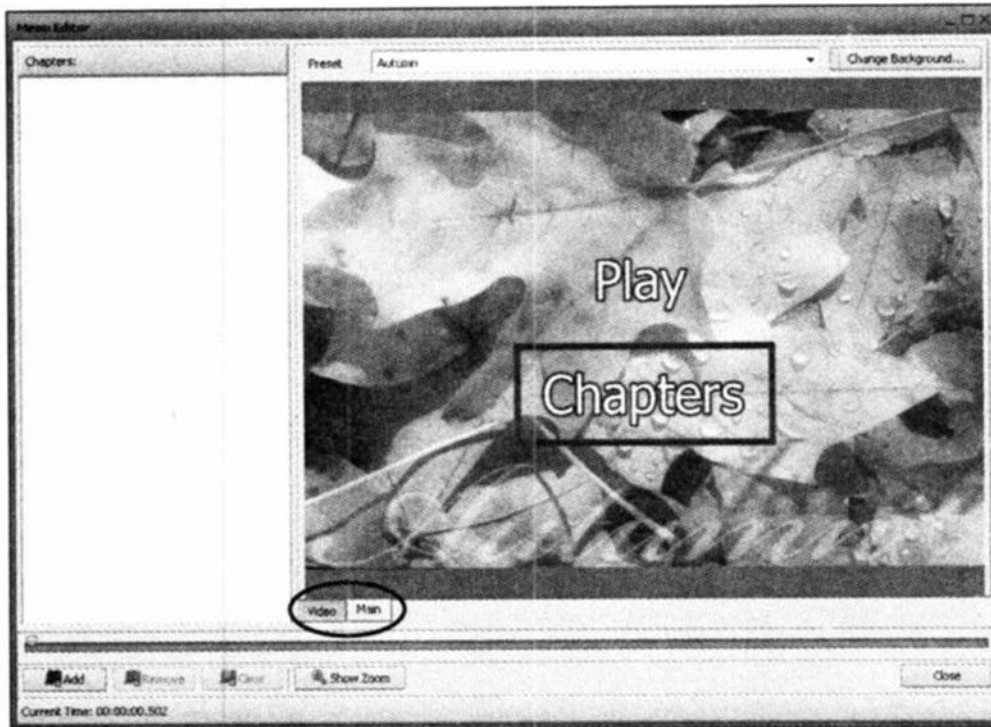 Menu Editor
Chapters:
Preset Autumn Change Background...
Play
Chapters
Video Main
Add Remove Clear Show Zoom Close
Current Time: 00:00:00.502